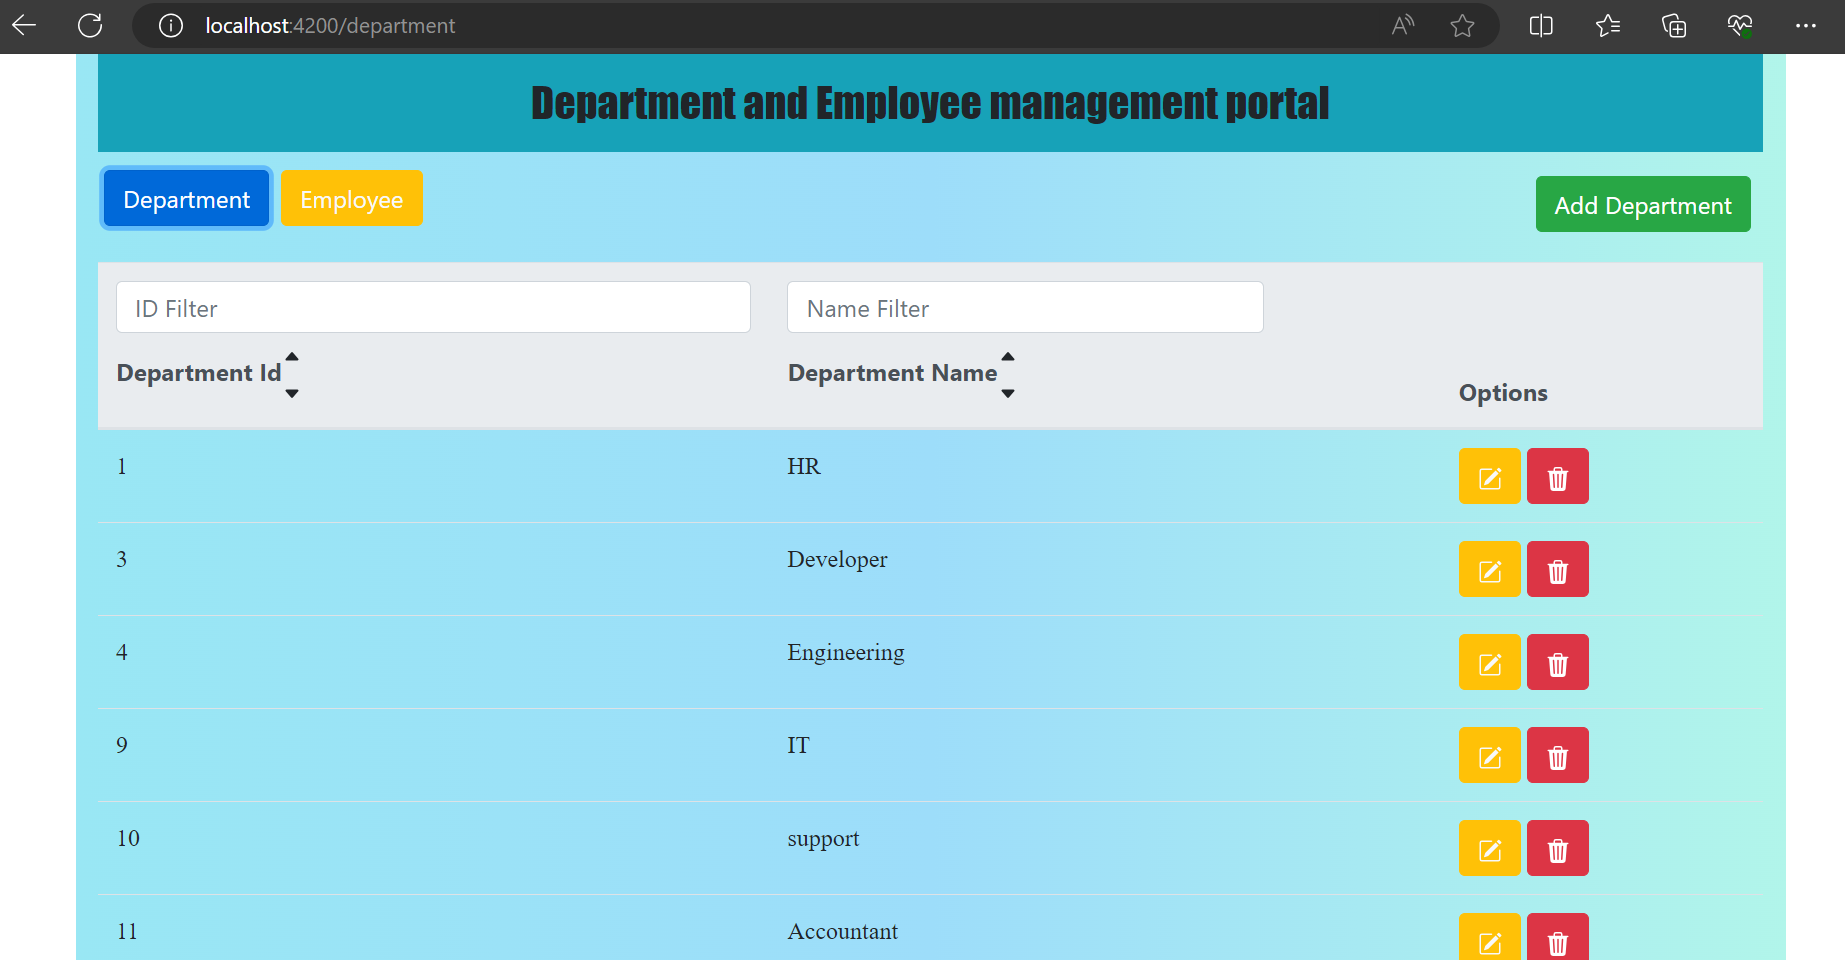 localhost:4200/department
Department and Employee management portal
Department Employee Add Department
ID Filter Name Filter
Department Id Department Name Options
1 HR
3 Developer
4 Engineering
9 IT
10 support
11 Accountant